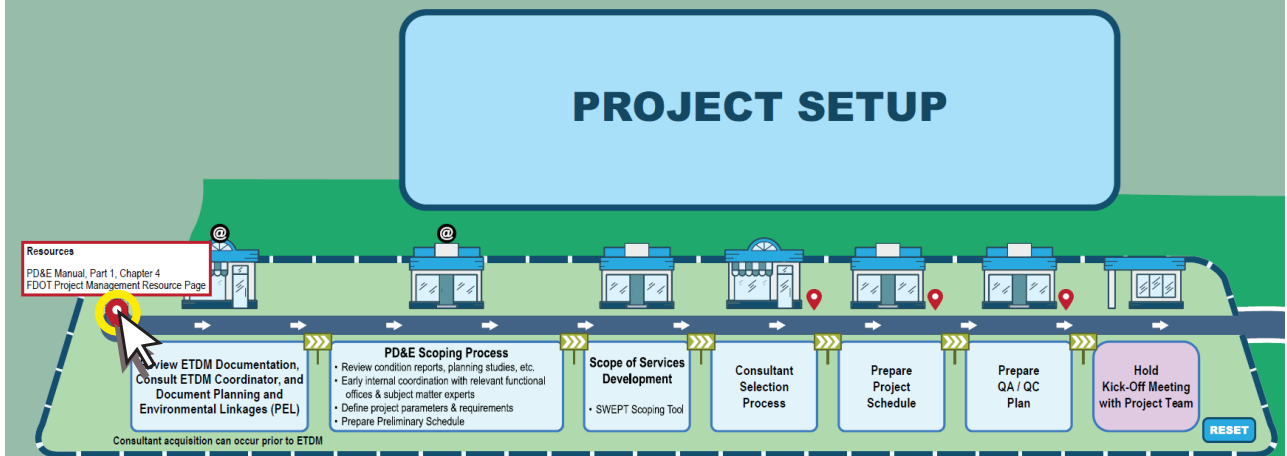 PROJECT SETUP
@
@
Resources
PD&E Manual, Part 1, Chapter 4
FDOT Project Management Resource Page
view ETDM Documentation,
Consult ETDM Coordinator, and
Document Planning and
Environmental Linkages (PEL)
PD&E Scoping Process
• Review condition reports, planning studies, etc.
• Early internal coordination with relevant functional
offices & subject matter experts
• Define project parameters & requirements
• Prepare Preliminary Schedule
Scope of Services
Development
• SWEPT Scoping Tool
Consultant
Selection
Process
Prepare
Project
Schedule
Prepare
QA / QC
Plan
Hold
Kick-Off Meeting
with Project Team
Consultant acquisition can occur prior to ETDM
RESET